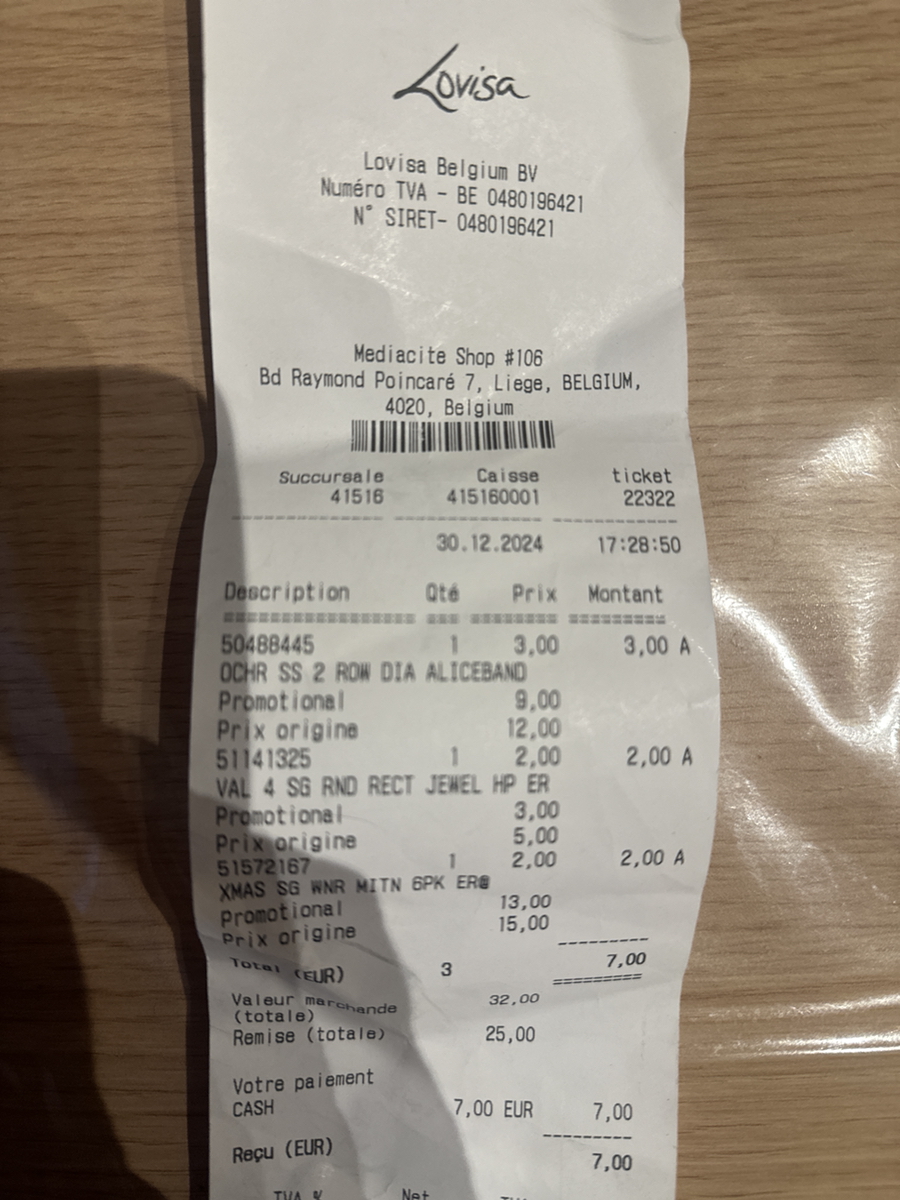 Lovisa
Lovisa Belgium BV
Numéro TVA - BE 0480196421
N° SIRET- 0480196421
Mediacite Shop #106
Bd Raymond Poincaré 7, Liege, BELGIUM,
4020, Belgium
Succursale Caisse ticket
41516 415160001 22322
30.12.2024 17:28:50
Description Qté Prix Montant
50488445 1 3,00 3,00 A
OCHR SS 2 ROW DIA ALICEBAND
Promotional 9,00
Prix origine 12,00
51141325 1 2,00 2,00 A
VAL 4 SG RND RECT JEWEL HP ER
Promotional 3,00
Prix origine 5,00
51572167 1 2,00 2,00 A
XMAS SG WNR MITN 6PK ER@
Promotional 13,00
Prix origine 15,00
Total (EUR) 3 7,00
Valeur marchande 32,00
(totale)
Remise (totale) 25,00
Votre paiement
CASH 7,00 EUR 7,00
Reçu (EUR) 7,00
TVA % Net TVA